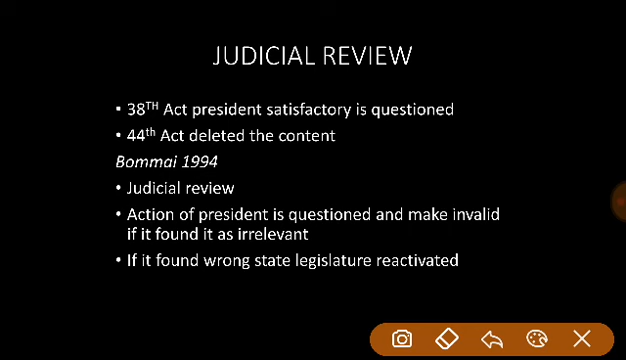 JUDICIAL REVIEW
• 38TH Act president satisfactory is questioned
• 44th Act deleted the content
Bommai 1994
• Judicial review
• Action of president is questioned and make invalid
if it found it as irrelevant
• If it found wrong state legislature reactivated